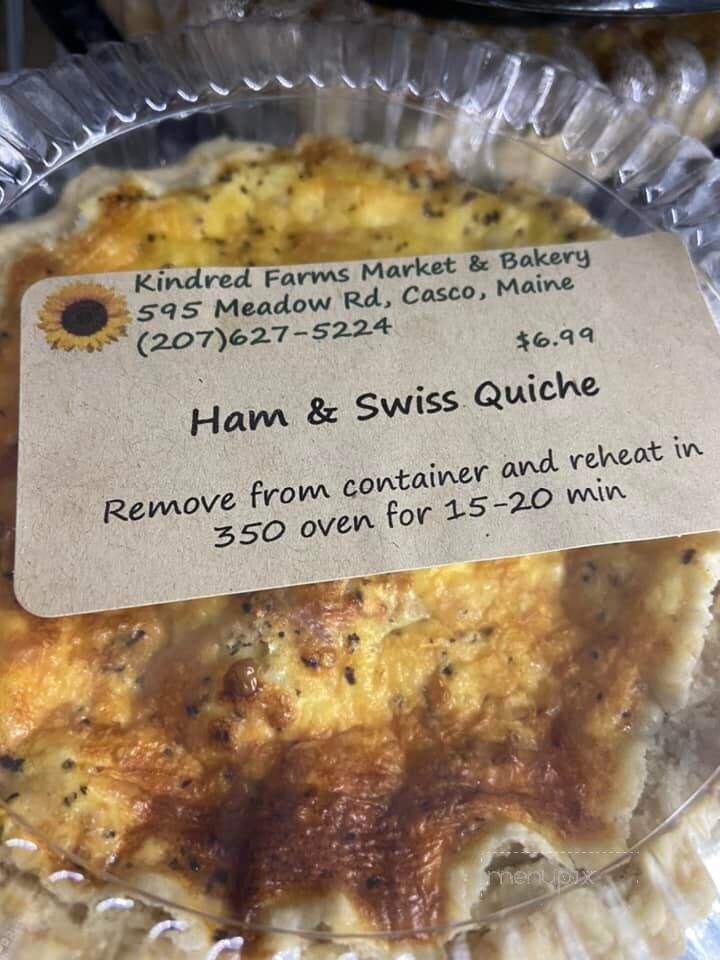 Kindred Farms Market & Bakery
595 Meadow Rd, Casco, Maine
(207)627-5224
$6.99
Ham & Swiss Quiche
Remove from container and reheat in
350 oven for 15-20 min
menupix